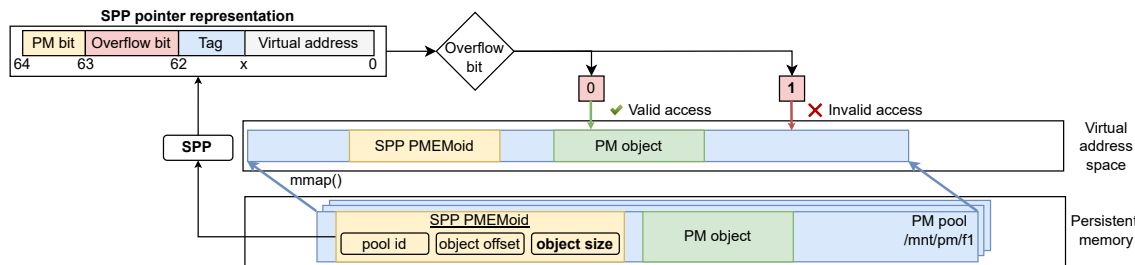 SPP pointer representation
PM bit Overflow bit Tag Virtual address
64 63 62 x 0
Overflow
bit
0 1
Valid access Invalid access
SPP
SPP PMEMoid PM object
Virtual
address
space
mmap()
SPP PMEMoid
pool id object offset object size
PM object
PM pool
/mnt/pm/f1
Persistent
memory